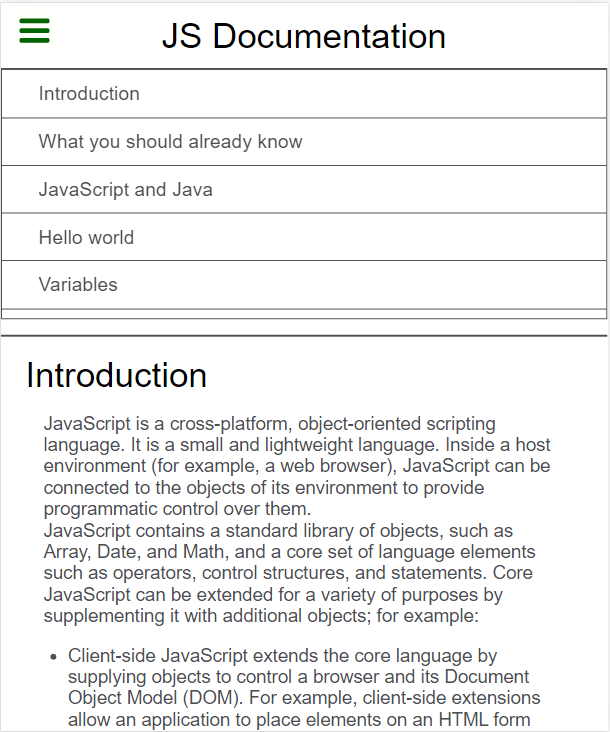 JS Documentation
Introduction
What you should already know
JavaScript and Java
Hello world
Variables
Introduction
JavaScript is a cross-platform, object-oriented scripting
language. It is a small and lightweight language. Inside a host
environment (for example, a web browser), JavaScript can be
connected to the objects of its environment to provide
programmatic control over them.
JavaScript contains a standard library of objects, such as
Array, Date, and Math, and a core set of language elements
such as operators, control structures, and statements. Core
JavaScript can be extended for a variety of purposes by
supplementing it with additional objects; for example:
• Client-side JavaScript extends the core language by
supplying objects to control a browser and its Document
Object Model (DOM). For example, client-side extensions
allow an application to place elements on an HTML form